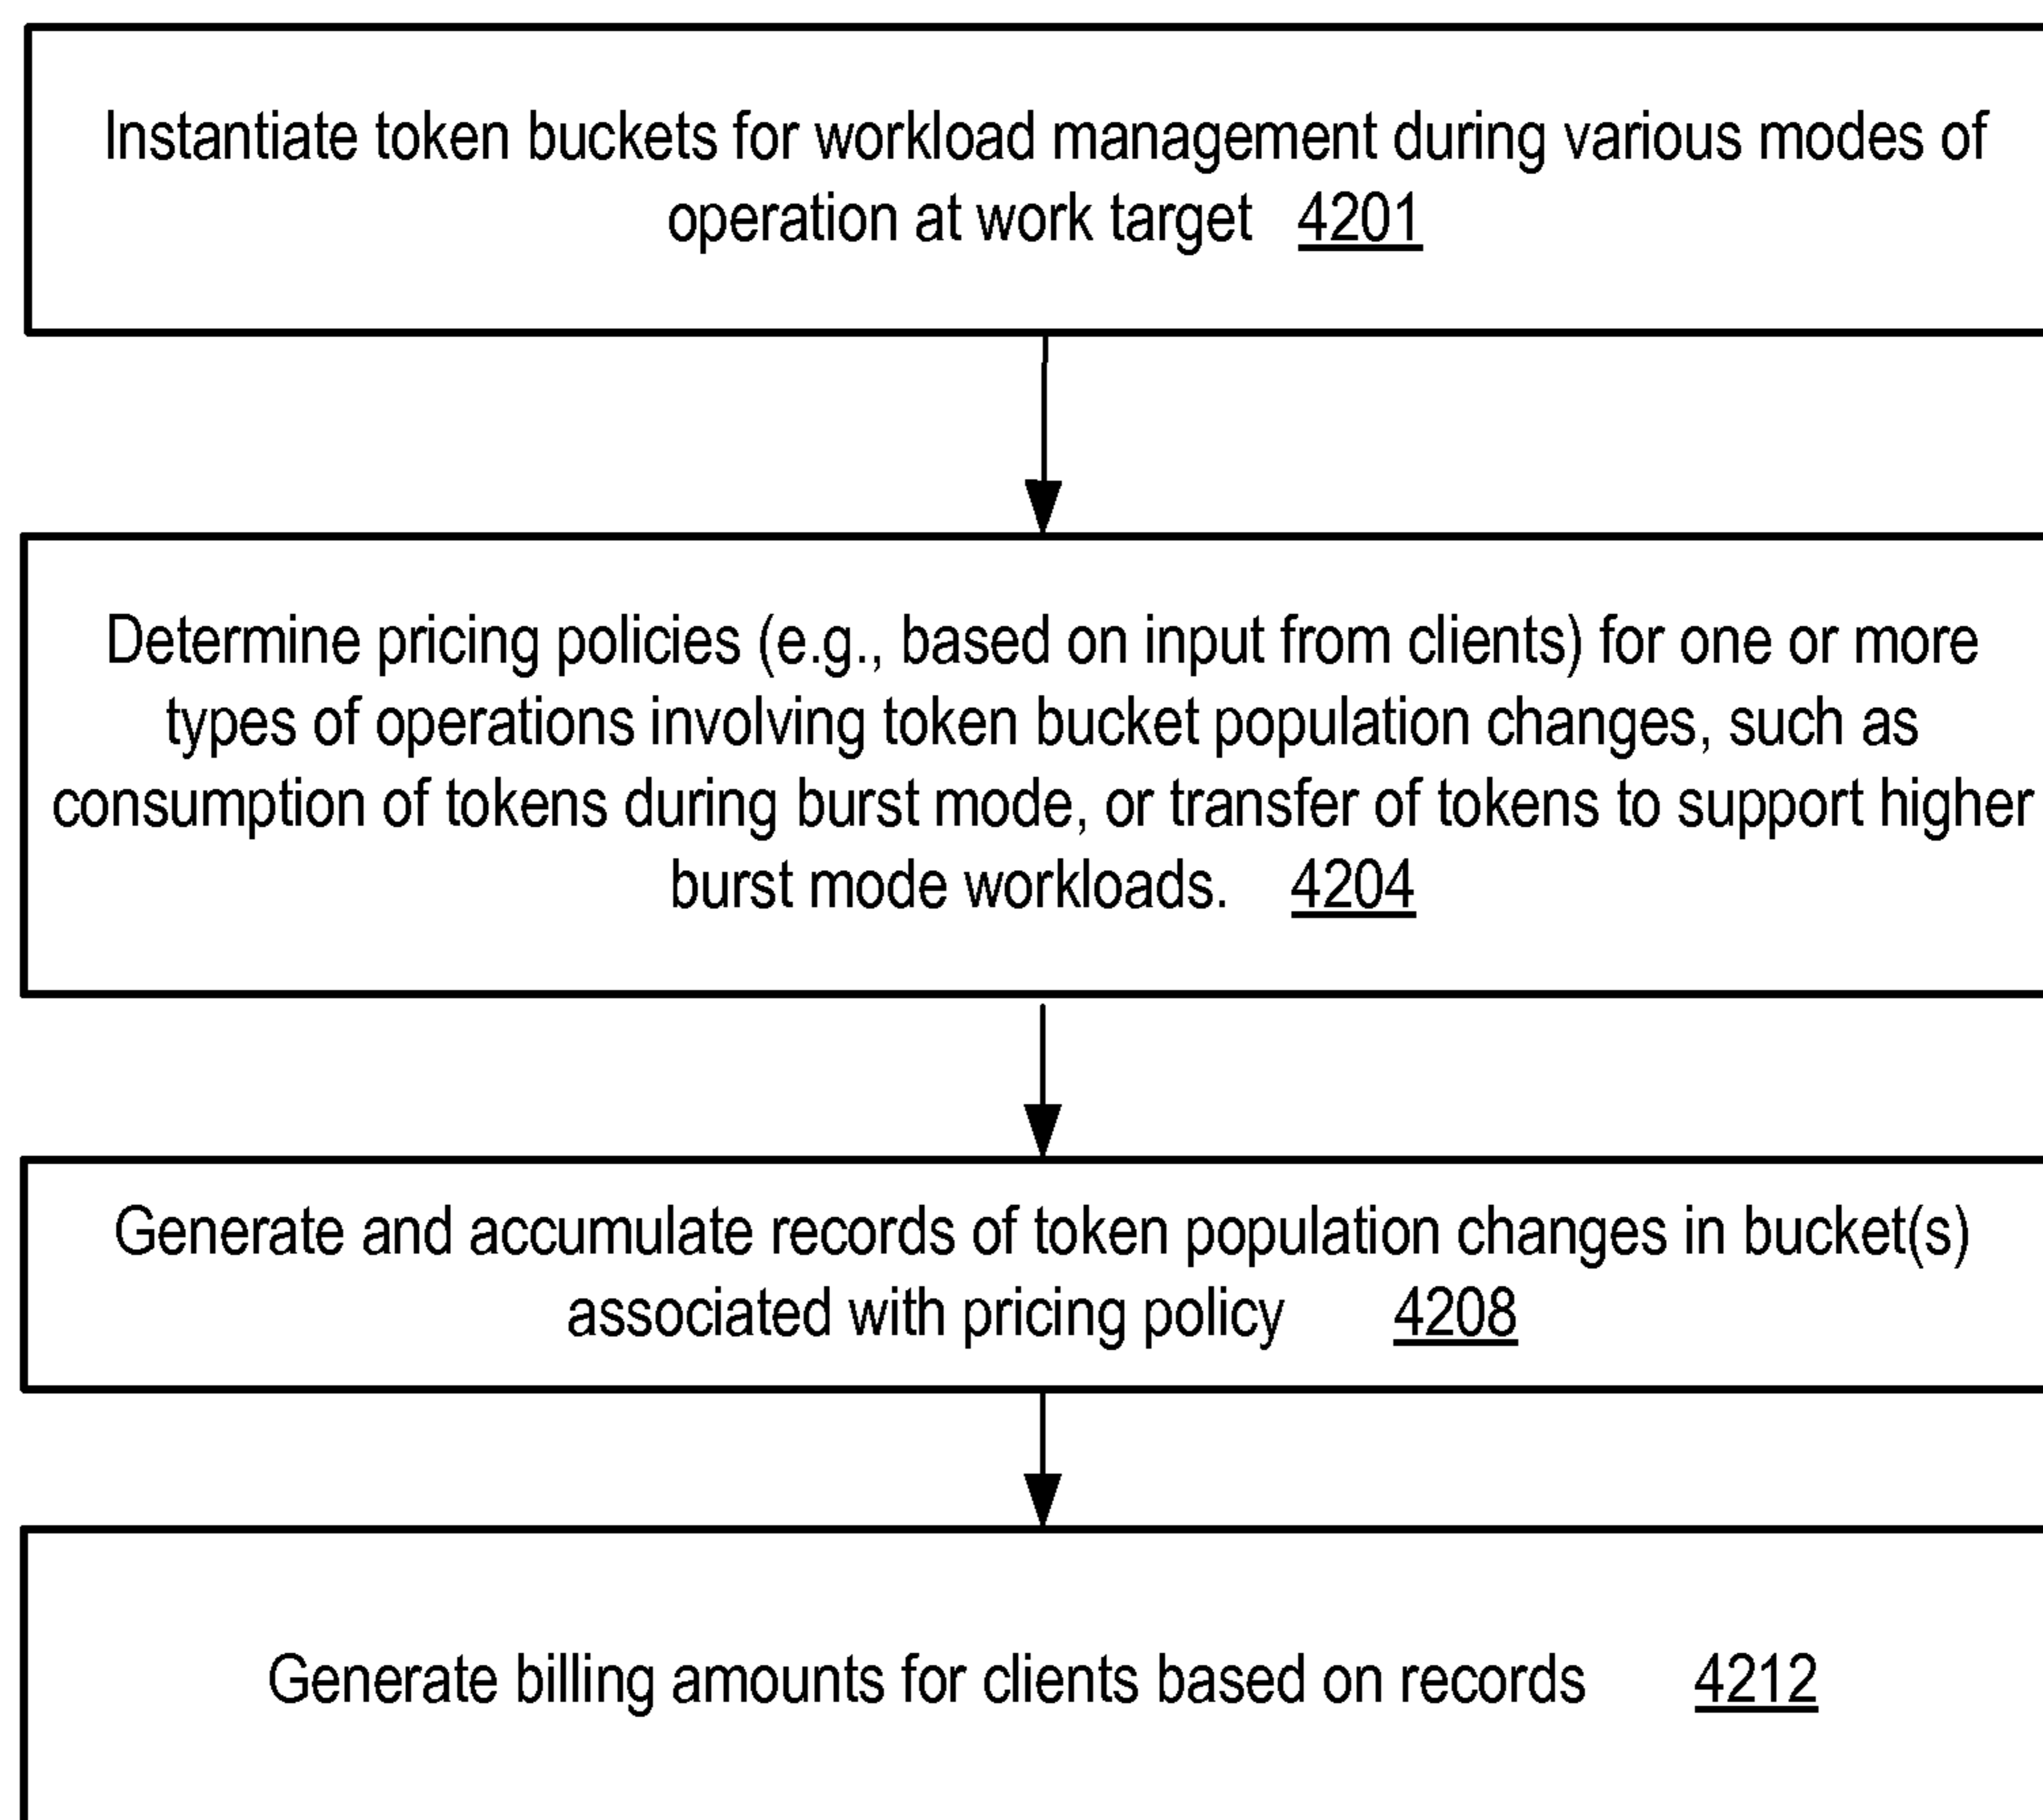 Instantiate token buckets for workload management during various modes of
operation at work target 4201
Determine pricing policies (e.g., based on input from clients) for one or more
types of operations involving token bucket population changes, such as
consumption of tokens during burst mode, or transfer of tokens to support higher
burst mode workloads. 4204
Generate and accumulate records of token population changes in bucket(s)
associated with pricing policy 4208
Generate billing amounts for clients based on records 4212